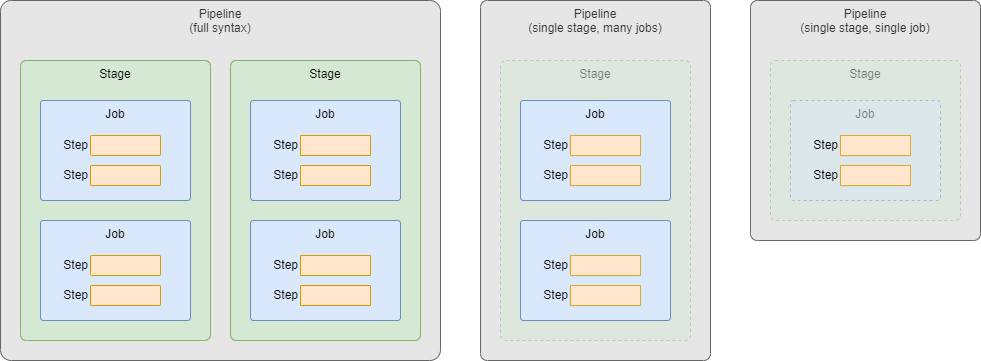 Pipeline
(full syntax)
Stage
Job
Step
Step
Job
Step
Step
Stage
Job
Step
Step
Job
Step
Step
Pipeline
(single stage, many jobs)
Stage
Job
Step
Step
Job
Step
Step
Pipeline
(single stage, single job)
Stage
Job
Step
Step